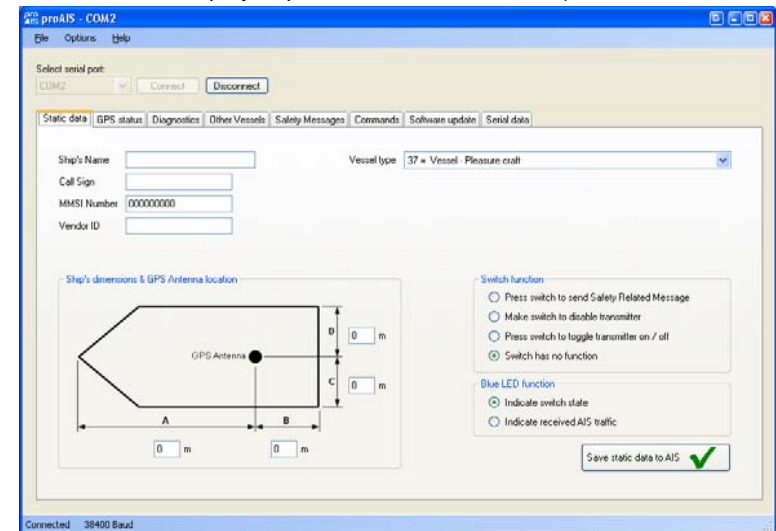 proAIS - COM2
File Options Help
Select serial port:
COM2 Connect Disconnect
Static data GPS status Diagnostics Other Vessels Safety Messages Commands Software update Serial data
Ship's Name Vessel type 37 = Vessel - Pleasure craft
Call Sign
MMSI Number 000000000
Vendor ID
Ship's dimensions & GPS Antenna location
Switch function
Press switch to send Safety Related Message
Make switch to disable transmitter
Press switch to toggle transmitter on / off
Switch has no function
D 0 m
GPS Antenna
C 0 m
A B
0 m 0 m
Blue LED function
Indicate switch state
Indicate received AIS traffic
Save static data to AIS
Connected 38400 Baud